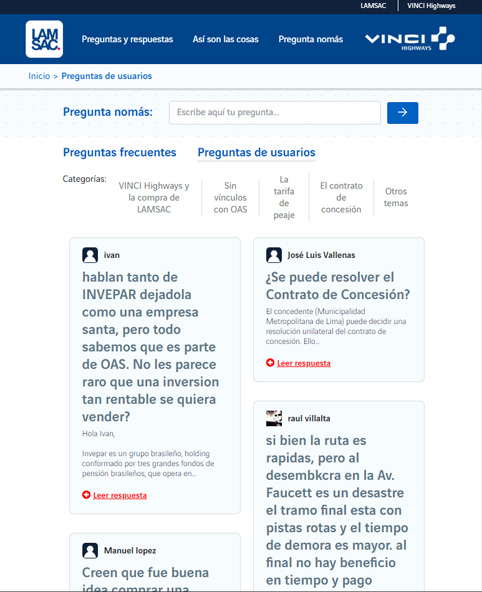 LAMSAC
VINCI Highways
LAM
SAC.
Preguntas y respuestas
Así son las cosas
Pregunta nomás
VINCI
HIGHWAYS
Inicio > Preguntas de usuarios
Pregunta nomás:
Escribe aquí tu pregunta...
Preguntas frecuentes
Preguntas de usuarios
Categorías:
VINCI Highways y
la compra de
LAMSAC
Sin
vínculos
con OAS
La
tarifa
de
peaje
El contrato
de
concesión
Otros
temas
ivan
hablan tanto de
INVEPAR dejadola
como una empresa
santa, pero todo
sabemos que es parte
de OAS. No les parece
raro que una inversion
tan rentable se quiera
vender?
Hola Ivan,
Invepar es un grupo brasileño, holding
conformado por tres grandes fondos de
pensión brasileños, que opera en...
Leer respuesta
Manuel lopez
Creen que fue buena
idea comprar una
José Luis Vallenas
¿Se puede resolver el
Contrato de Concesión?
El concedente (Municipalidad
Metropolitana de Lima) puede decidir una
resolución unilateral del contrato de
concesión. Ello...
Leer respuesta
raul villalta
si bien la ruta es
rapidas, pero al
desembkcra en la Av.
Faucett es un desastre
el tramo final esta con
pistas rotas y el tiempo
de demora es mayor. al
final no hay beneficio
en tiempo y pago